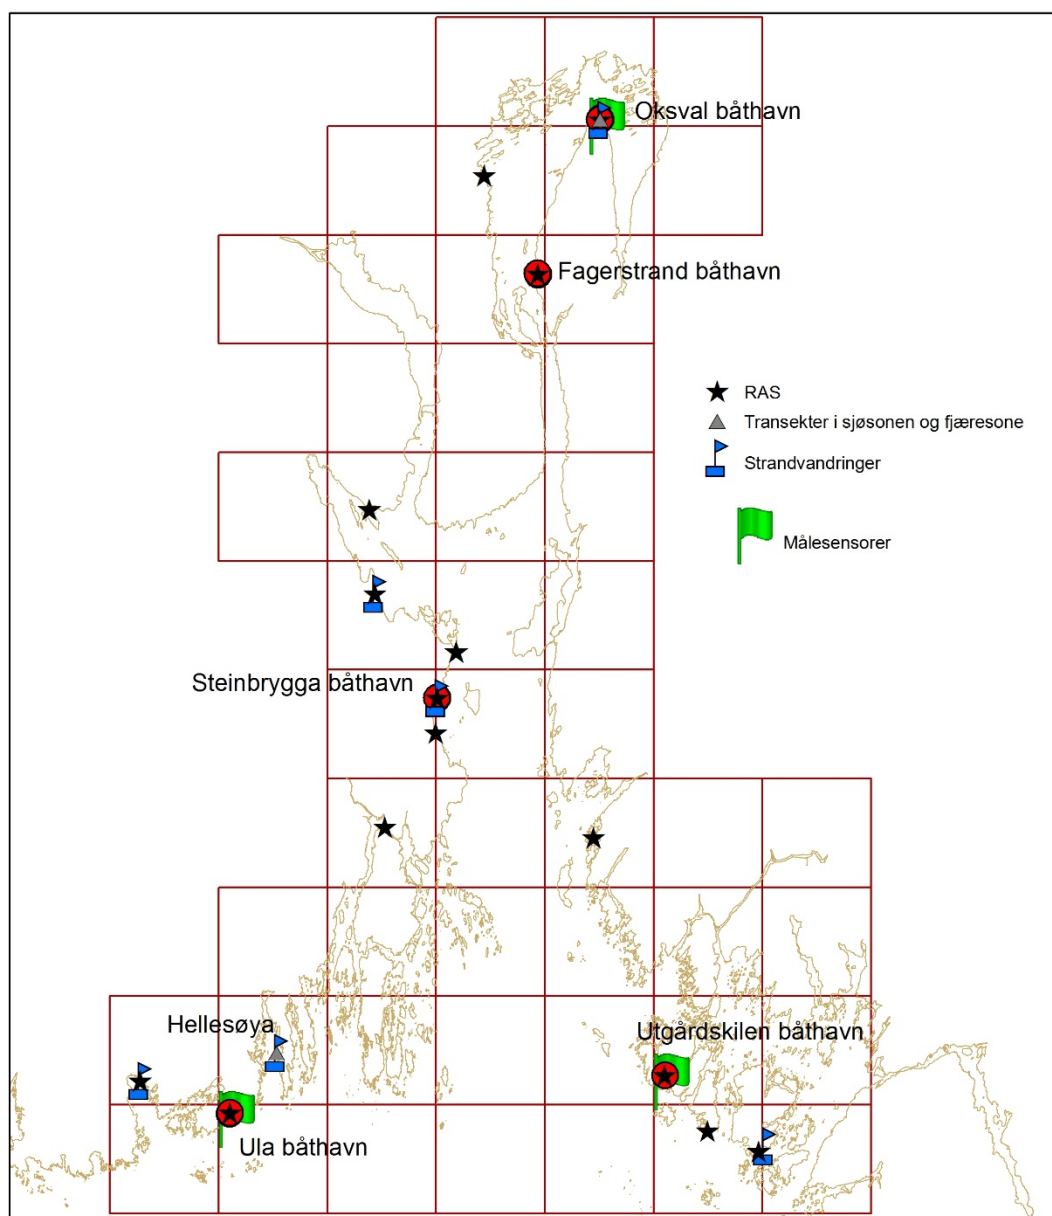 Oksval båthavn
Fagerstrand båthavn
RAS
Transekter i sjøsonen og fjæresone
Strandvandringer
Målesensorer
Steinbrygga båthavn
Hellesøya
Utgårdskilen båthavn
Ula båthavn